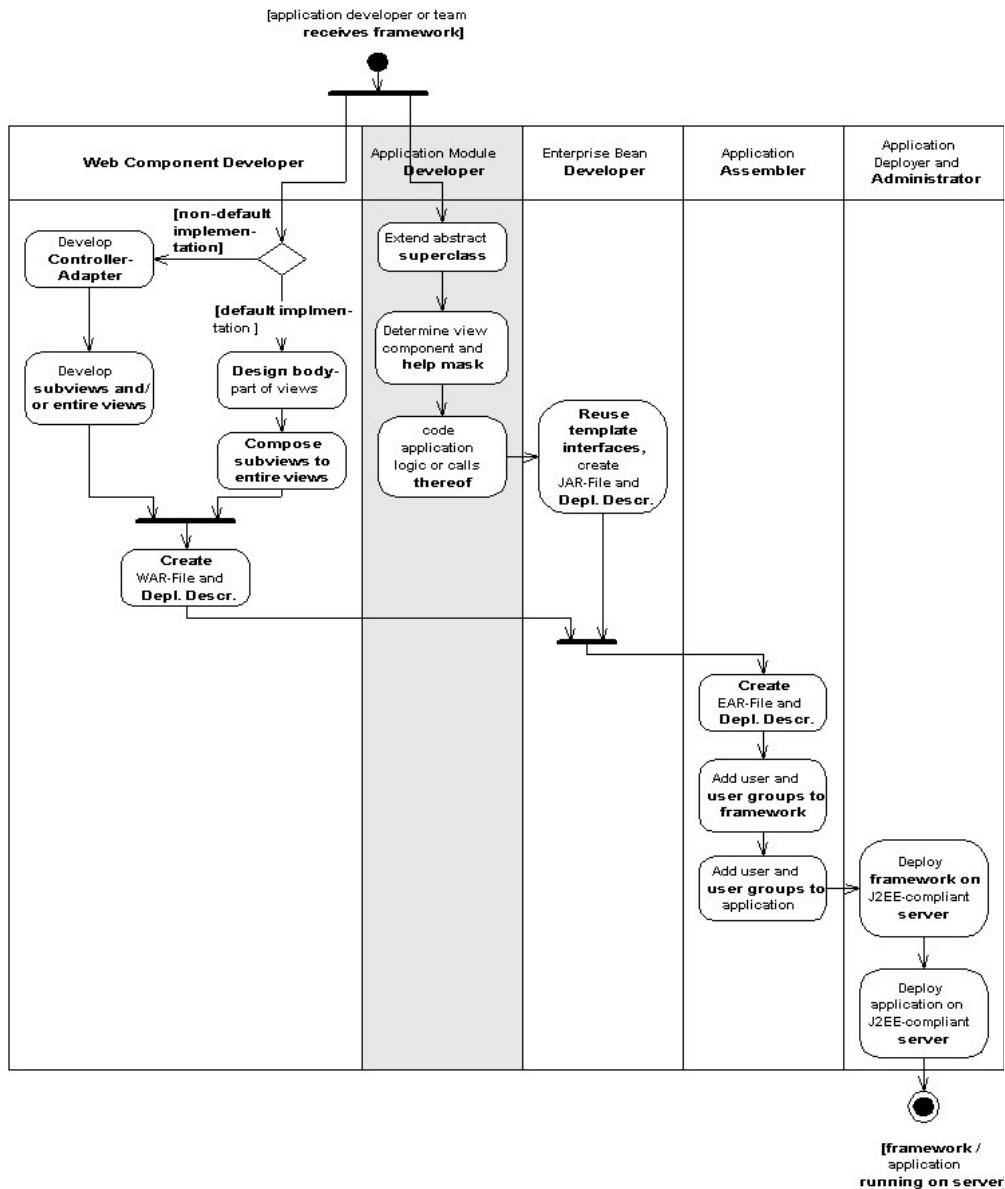 [application developer or team
receives framework]
Web Component Developer
Application Module
Developer
Enterprise Bean
Developer
Application
Assembler
Application
Deployer and
Administrator
[non-default
implemen-
tation]
Develop
Controller-
Adapter
[default implmen-
tation ]
Develop
subviews and/
or entire views
Design body-
part of views
Compose
subviews to
entire views
Create
WAR-File and
Depl. Descr.
Extend abstract
superclass
Determine view
component and
help mask
code
application
logic or calls
thereof
Reuse
template
interfaces,
create
JAR-File and
Depl. Descr.
Create
EAR-File and
Depl. Descr.
Add user and
user groups to
framework
Add user and
user groups to
application
Deploy
framework on
J2EE-compliant
server
Deploy
application on
J2EE-compliant
server
[framework /
application
running on server